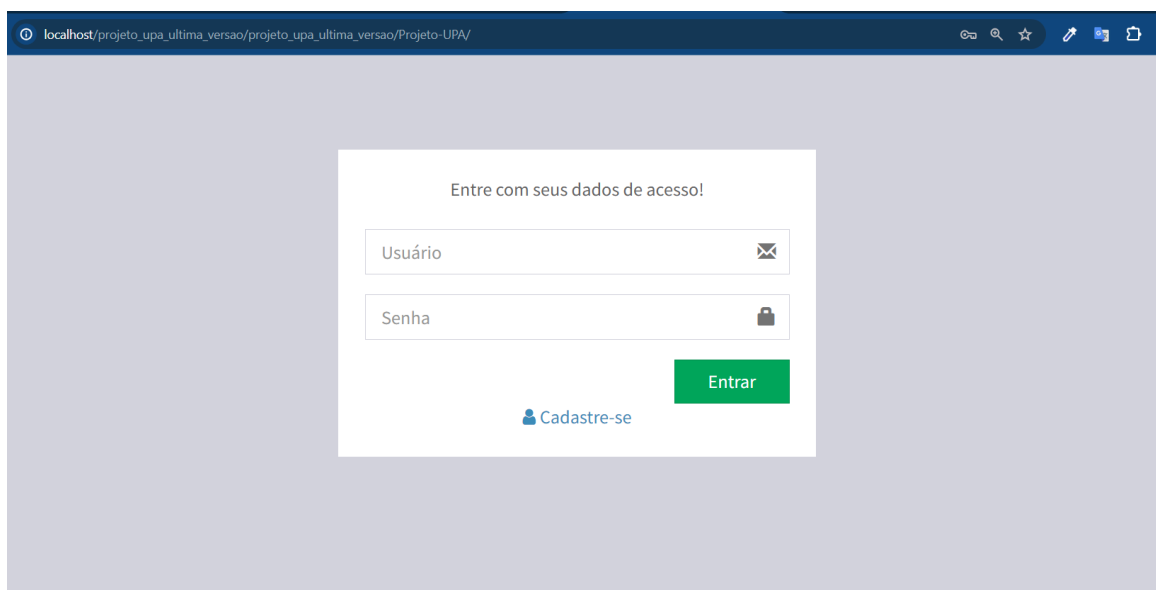 localhost/projeto_upa_ultima_versao/projeto_upa_ultima_versao/Projeto-UPA/
Entre com seus dados de acesso!
Usuário
Senha
Entrar
Cadastre-se